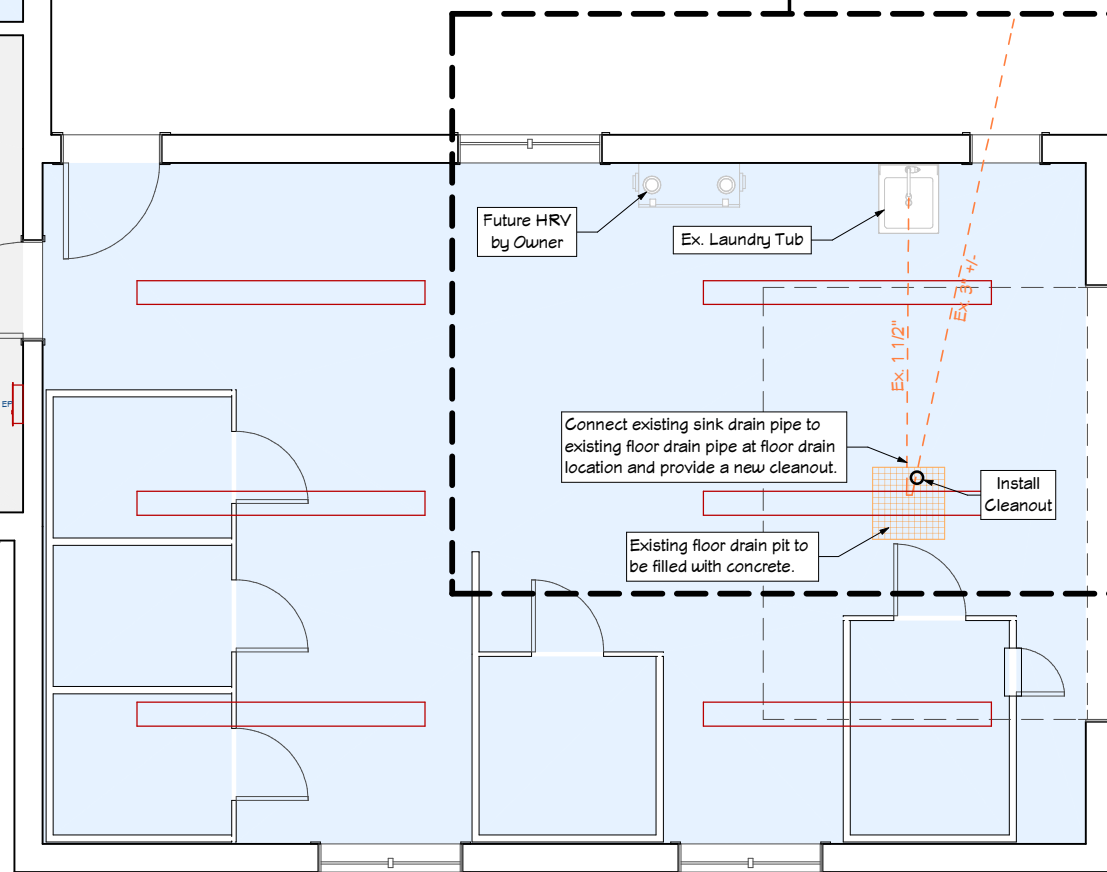 Future HRV
by Owner
Ex. Laundry Tub
Ex. 3" +/-
Ex. 1 1/2"
Connect existing sink drain pipe to
existing floor drain pipe at floor drain
location and provide a new cleanout.
Install
Cleanout
Existing floor drain pit to
be filled with concrete.